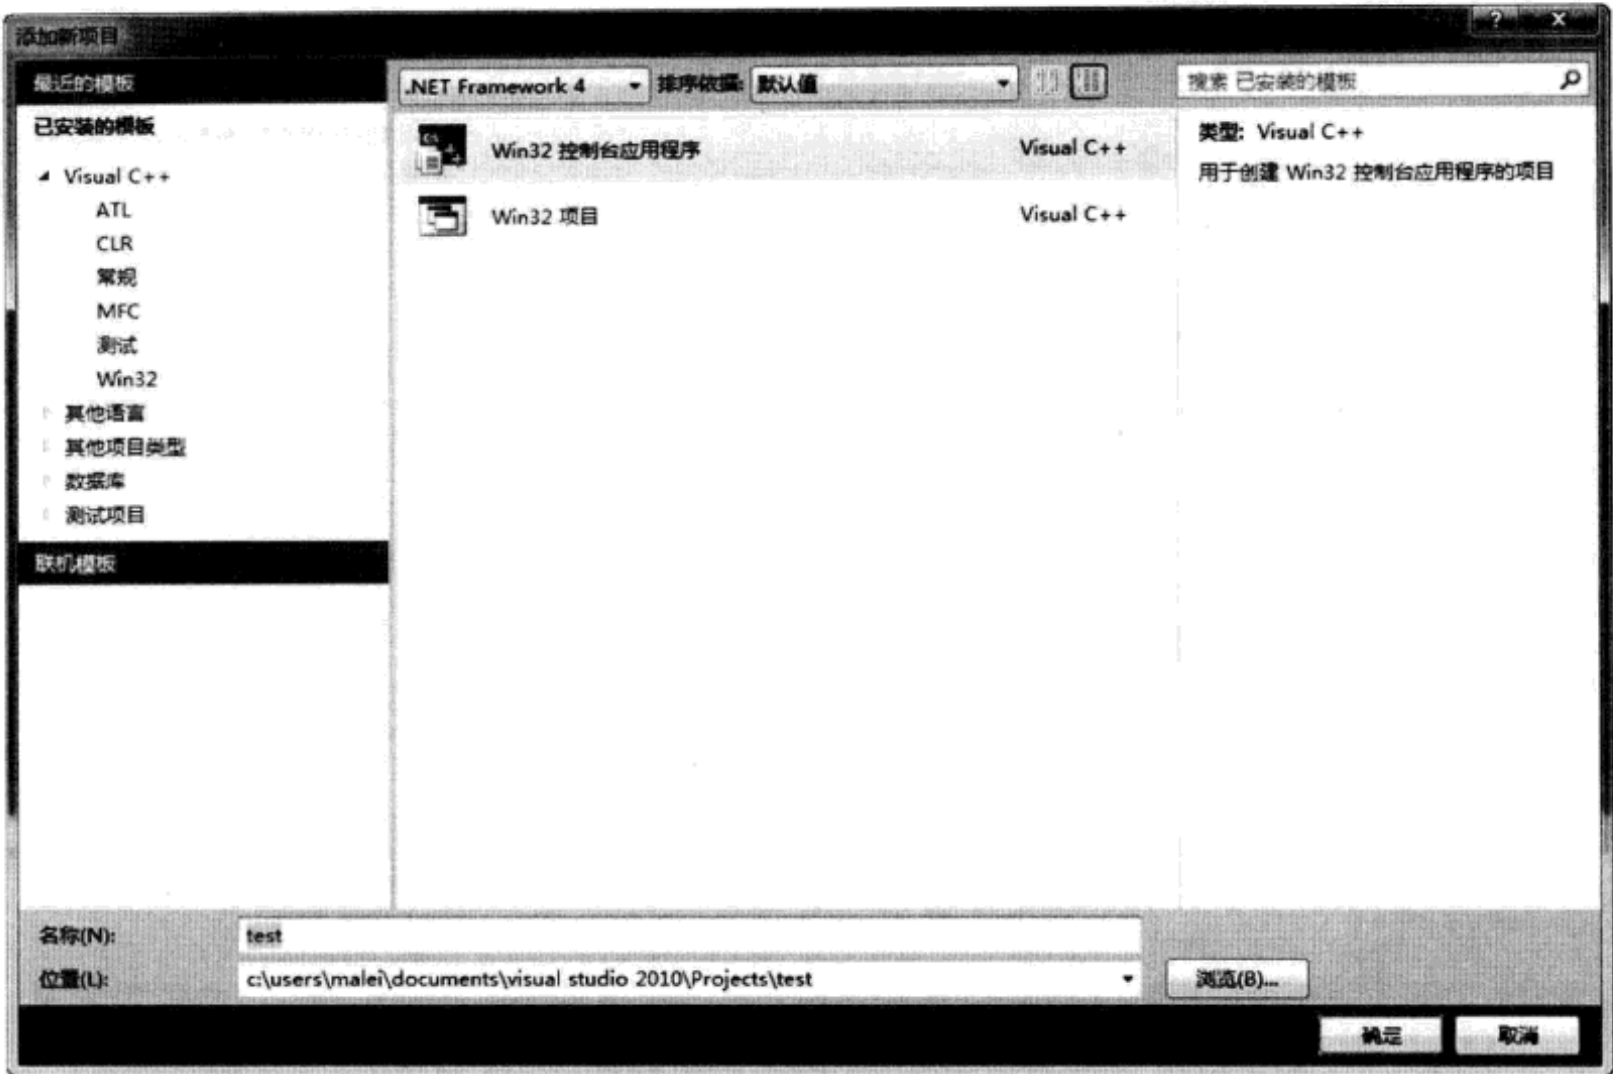 添加新项目
最近的模板
已安装的模板
Visual C++
ATL
CLR
常规
MFC
测试
Win32
其他语言
其他项目类型
数据库
测试项目
联机模板
.NET Framework 4 排序依据: 默认值
Win32 控制台应用程序 Visual C++
Win32 项目 Visual C++
搜索 已安装的模板
类型: Visual C++
用于创建 Win32 控制台应用程序的项目
名称(N): test
位置(L): c:\users\malei\documents\visual studio 2010\Projects\test 浏览(B)...
确定 取消